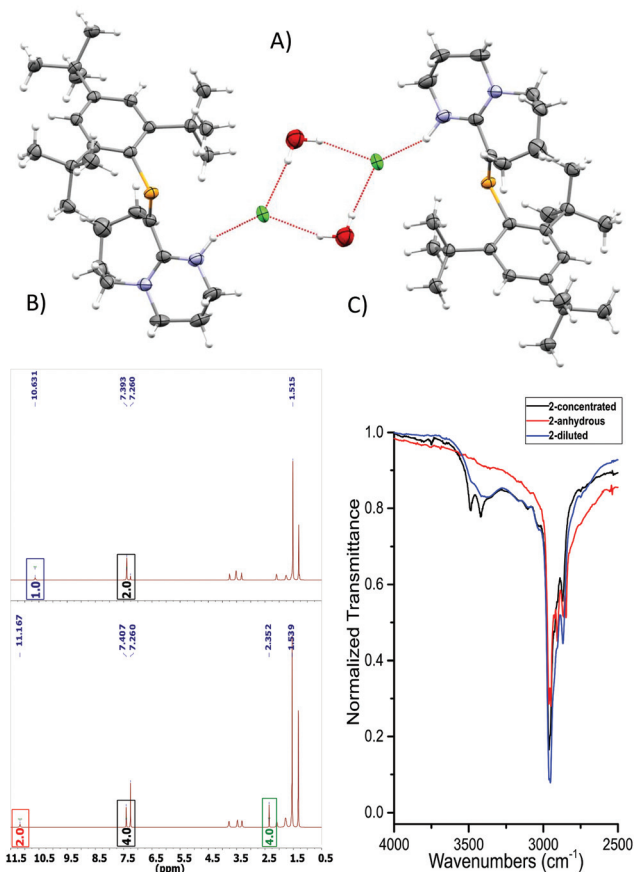 A)
B)
C)
10.631
7.393
7.260
1.515
1.0
2.0
11.167
7.407
7.260
2.352
1.539
2.0
4.0
4.0
11.5 10.5 9.5 8.5 7.5 6.5 5.5 4.5 3.5 2.5 1.5 0.5
(ppm)
2-concentrated
2-anhydrous
2-diluted
Normalized Transmittance
1.0
0.8
0.6
0.4
0.2
0.0
4000 3500 3000 2500
Wavenumbers (cm⁻¹)